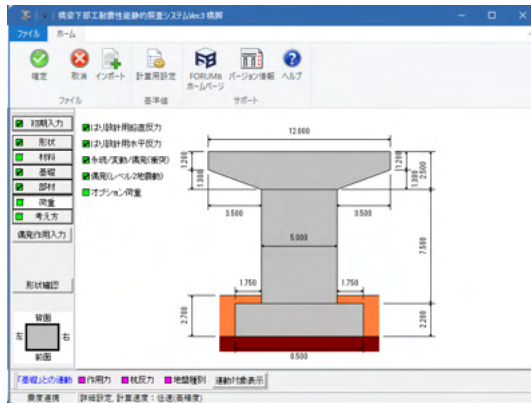 橋梁下部工耐震性能静的照査システムVer.3 橋脚
ファイル ホーム
確定 取消 インポート 計算用設定 FORUM8 ホームページ バージョン情報 ヘルプ
ファイル 基準値 サポート
初期入力
形状
材料
基礎
部材
荷重
考え方
偶発作用入力
形状確認
背面
左 右
前面
はり設計用鉛直反力
はり設計用水平反力
永続/変動/偶発(衝突)
偶発(レベル2地震動)
オプション荷重
12.000
1.200 1.200
1.300 1.300 2.500
3.500 3.500
5.000
7.500
1.750 1.750
2.700 2.200
8.500
「基礎」との連動 作用力 杭反力 地盤種別 連動対象表示
震度連携 詳細設定, 計算速度：低速(高精度)